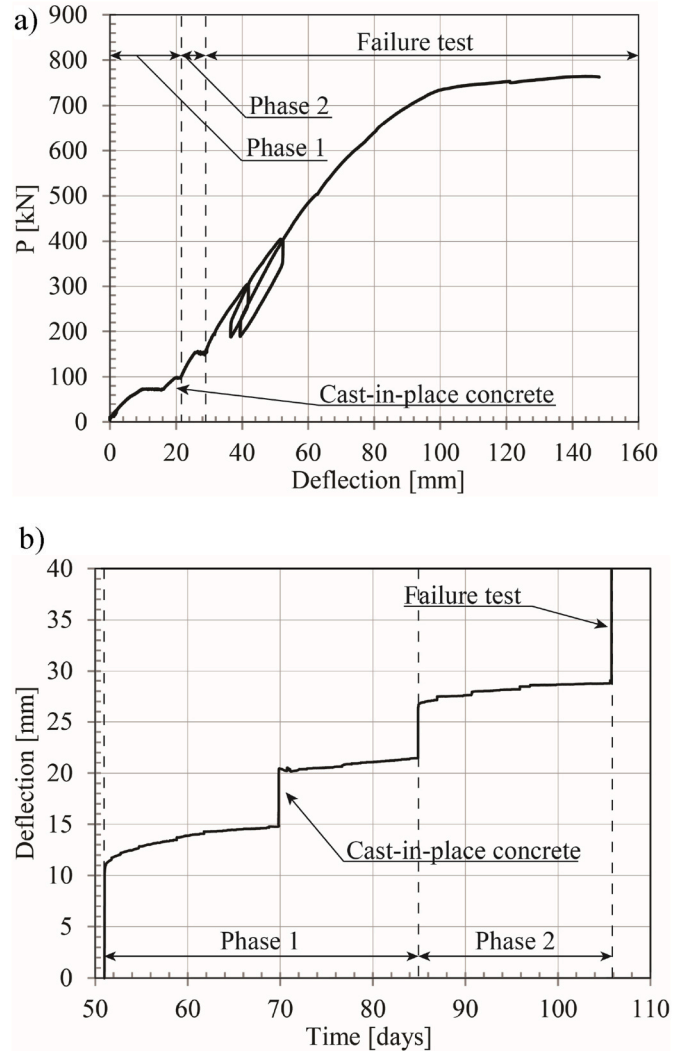 a)
900
800
700
600
500
400
300
200
100
0
P [kN]
Failure test
Phase 2
Phase 1
Cast-in-place concrete
0 20 40 60 80 100 120 140 160
Deflection [mm]
b)
40
35
30
25
20
15
10
5
0
Deflection [mm]
Failure test
Cast-in-place concrete
Phase 1 Phase 2
50 60 70 80 90 100 110
Time [days]